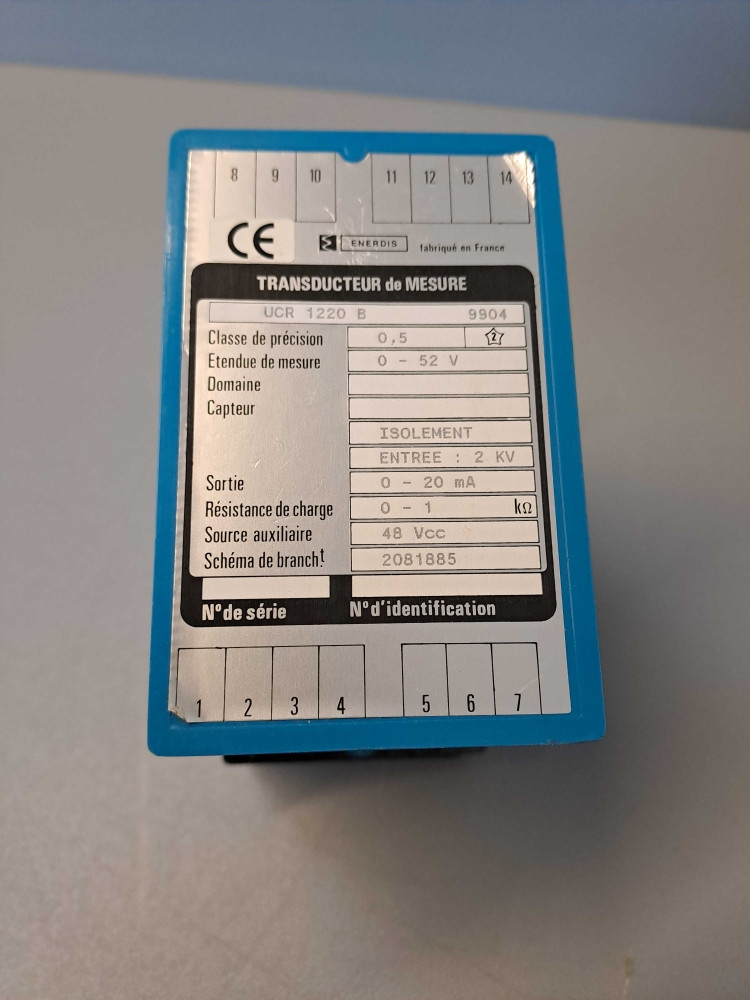 8 9 10 11 12 13 14
CE ENERDIS fabriqué en France
TRANSDUCTEUR de MESURE
UCR 1220 B 9904
Classe de précision 0,5 2
Etendue de mesure 0 - 52 V
Domaine
Capteur
ISOLEMENT
ENTREE : 2 KV
Sortie 0 - 20 mA
Résistance de charge 0 - 1 kΩ
Source auxiliaire 48 Vcc
Schéma de brancht 2081885
N° de série N° d'identification
1 2 3 4 5 6 7